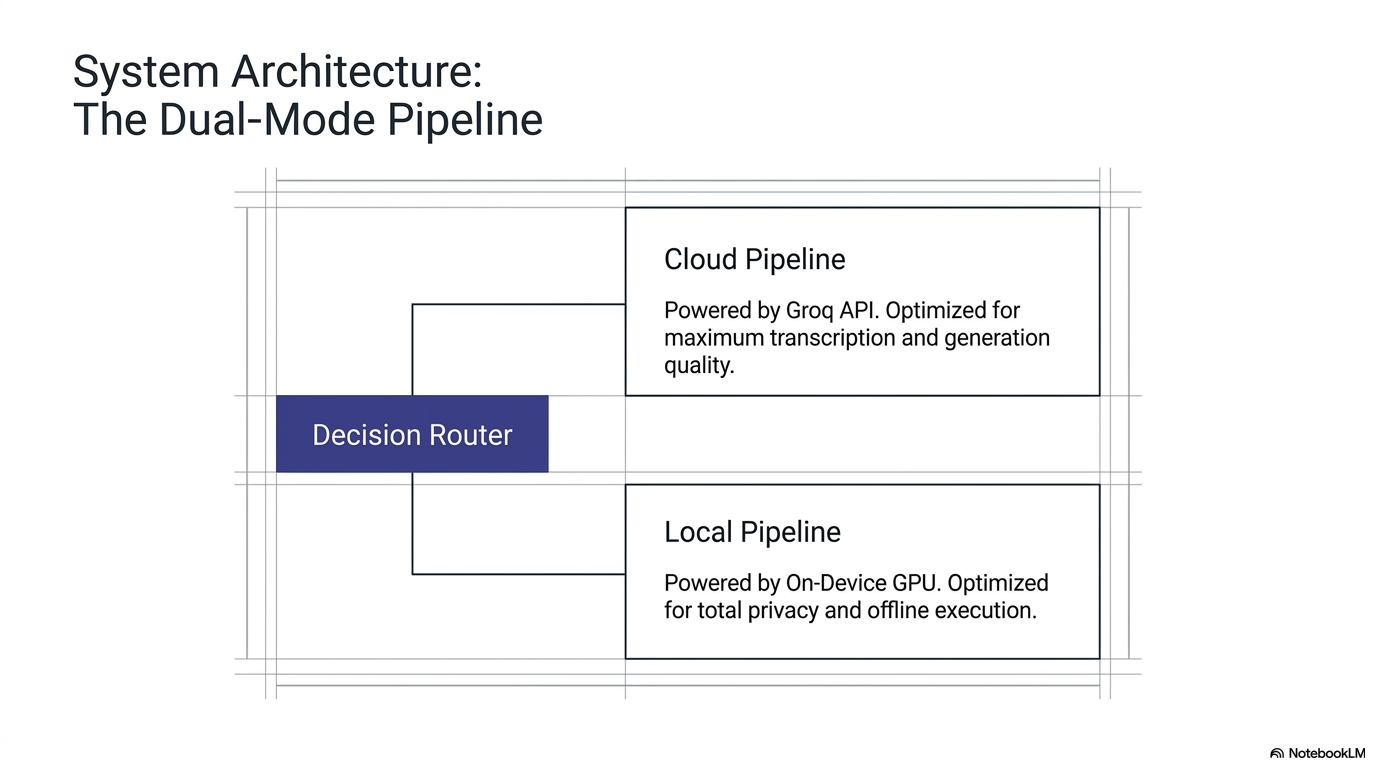 System Architecture:
The Dual-Mode Pipeline
Cloud Pipeline
Powered by Groq API. Optimized for
maximum transcription and generation
quality.
Decision Router
Local Pipeline
Powered by On-Device GPU. Optimized
for total privacy and offline execution.
NotebookLM